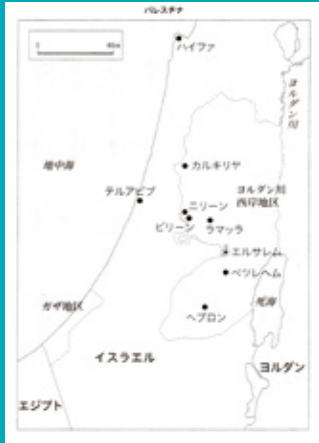 パレスチナ
ハイファ
ヨルダン川
地中海
カルキリヤ
テルアビブ
ニリーン
ビリーン
ラマッラ
ヨルダン川
西岸地区
エルサレム
ベツレヘム
ガザ地区
ヘブロン
死海
イスラエル
ヨルダン
エジプト